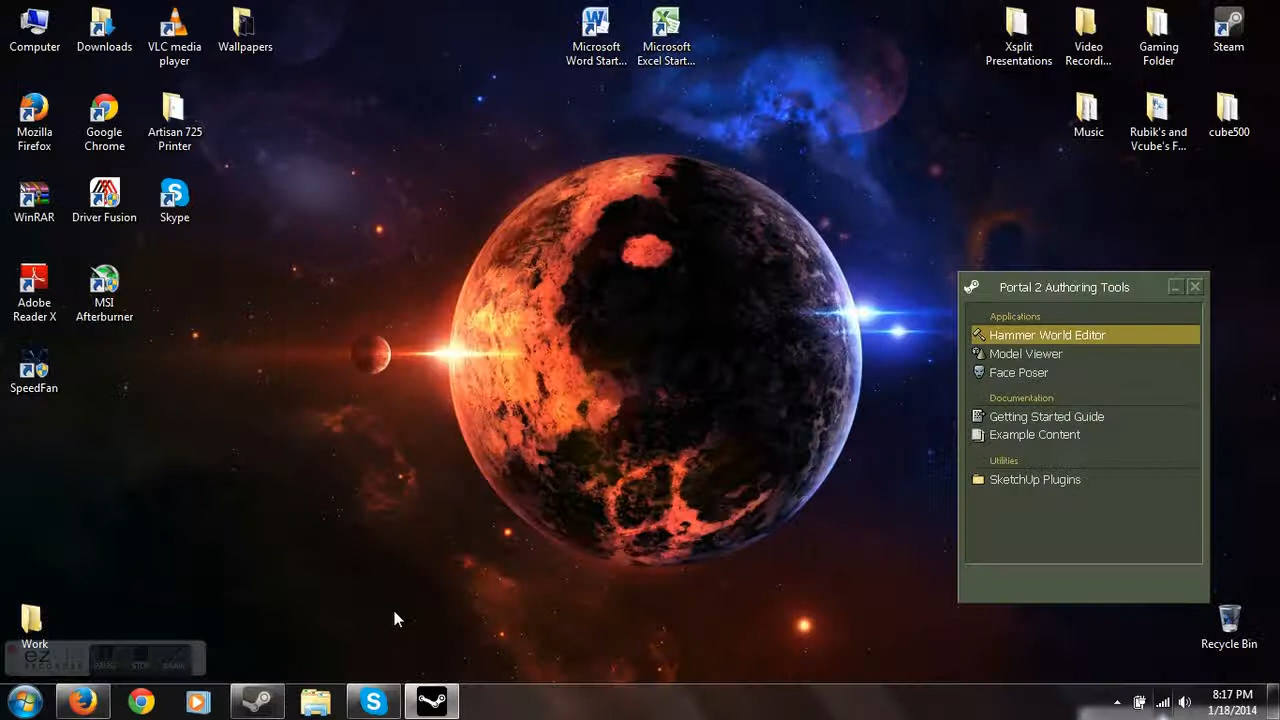 Computer
Downloads
VLC media
player
Wallpapers
Microsoft
Word Start...
Microsoft
Excel Start...
Xsplit
Presentations
Video
Recordi...
Gaming
Folder
Steam
Mozilla
Firefox
Google
Chrome
Artisan 725
Printer
Music
Rubik's and
Vcube's F...
cube500
WinRAR
Driver Fusion
Skype
Adobe
Reader X
MSI
Afterburner
SpeedFan
Portal 2 Authoring Tools
Applications
Hammer World Editor
Model Viewer
Face Poser
Documentation
Getting Started Guide
Example Content
Utilities
SketchUp Plugins
Work
Recycle Bin
ez
PAUSE STOP
8:17 PM
1/18/2014